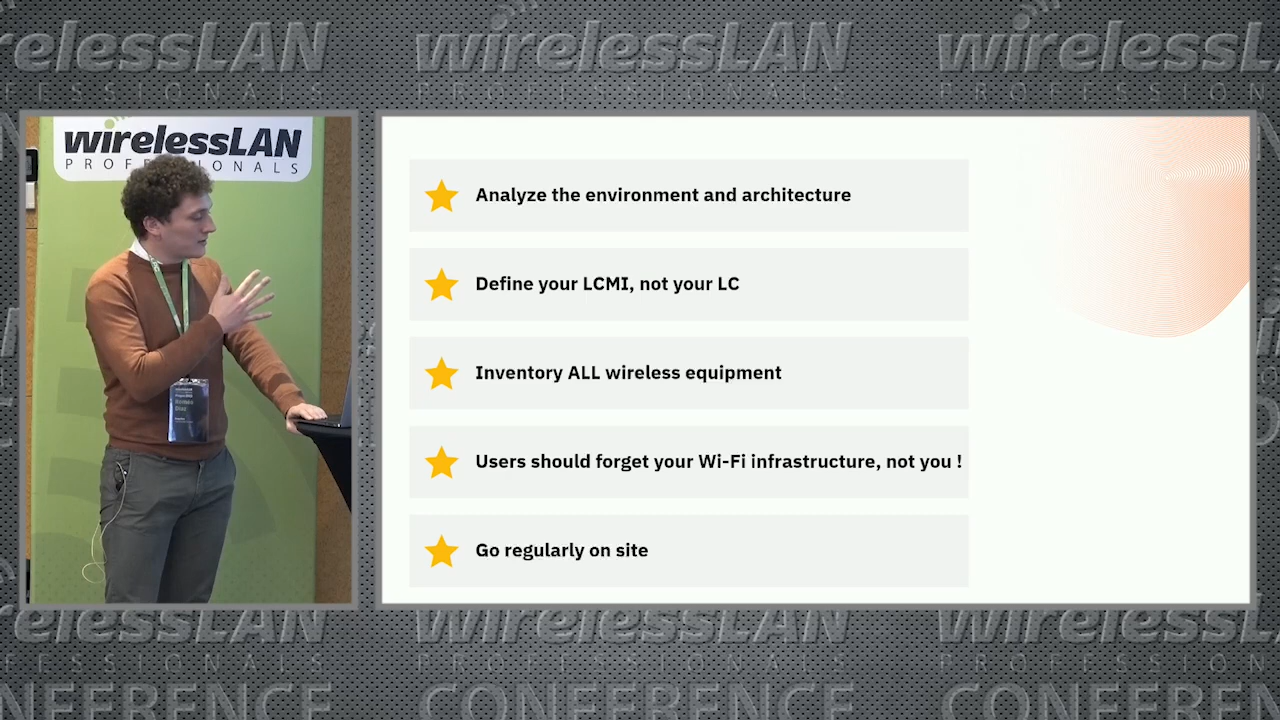 wirelessLAN
PROFESSIONALS
Analyze the environment and architecture
Define your LCMI, not your LC
Inventory ALL wireless equipment
Users should forget your Wi-Fi infrastructure, not you !
Go regularly on site
wirelessLAN
PROFESSIONALS
CONFERENCE